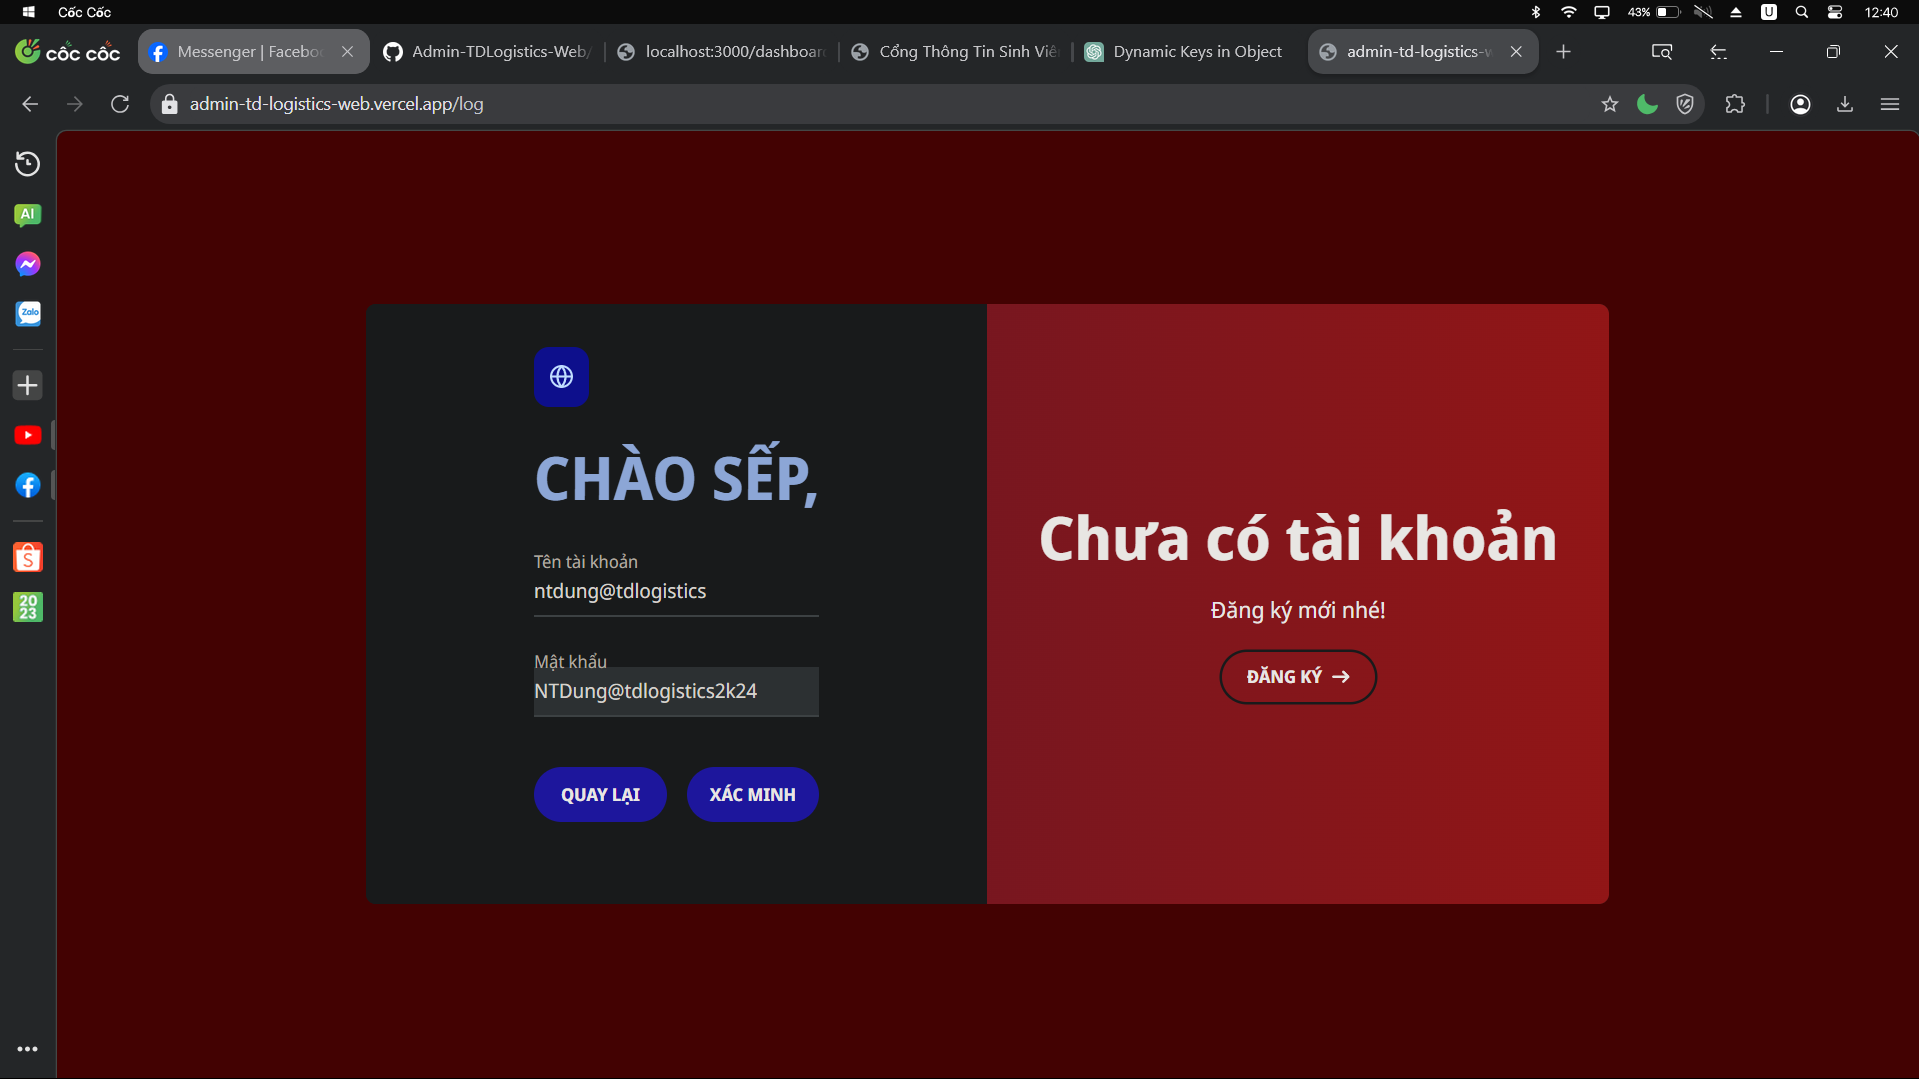 Cốc Cốc
43%
U
12:40
cốc cốc
Messenger | Faceboo
Admin-TDLogistics-Web/
localhost:3000/dashboard
Cổng Thông Tin Sinh Viê
Dynamic Keys in Object
admin-td-logistics-w
admin-td-logistics-web.vercel.app/log
AI
Zalo
20
23
CHÀO SẾP,
Tên tài khoản
ntdung@tdlogistics
Mật khẩu
NTDung@tdlogistics2k24
QUAY LẠI
XÁC MINH
Chưa có tài khoản
Đăng ký mới nhé!
ĐĂNG KÝ →